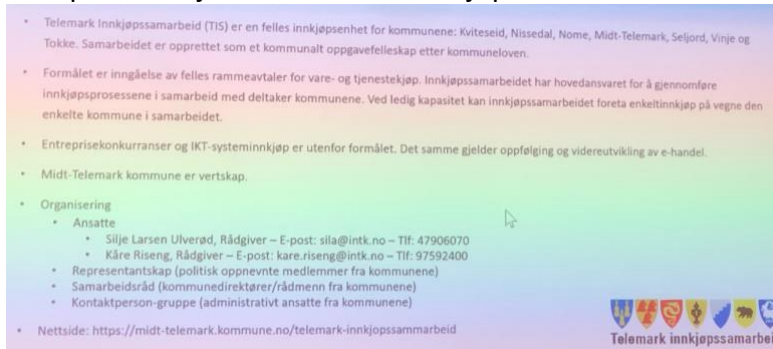 • Telemark Innkjøpssamarbeid (TIS) er en felles innkjøpsenhet for kommunene: Kviteseid, Nissedal, Nome, Midt-Telemark, Seljord, Vinje og
Tokke. Samarbeidet er opprettet som et kommunalt oppgavefelleskap etter kommuneloven.
• Formålet er inngåelse av felles rammeavtaler for vare- og tjenestekjøp. Innkjøpssamarbeidet har hovedansvaret for å gjennomføre
innkjøpsprosessene i samarbeid med deltaker kommunene. Ved ledig kapasitet kan innkjøpssamarbeidet foreta enkeltinnkjøp på vegne den
enkelte kommune i samarbeidet.
• Entreprisekonkurranser og IKT-systeminnkjøp er utenfor formålet. Det samme gjelder oppfølging og videreutvikling av e-handel.
• Midt-Telemark kommune er vertskap.
• Organisering
• Ansatte
• Silje Larsen Ulverød, Rådgiver – E-post: sila@intk.no – Tlf: 47906070
• Kåre Riseng, Rådgiver – E-post: kare.riseng@intk.no – Tlf: 97592400
• Representantskap (politisk oppnevnte medlemmer fra kommunene)
• Samarbeidsråd (kommunedirektører/rådmenn fra kommunene)
• Kontaktperson-gruppe (administrativt ansatte fra kommunene)
• Nettside: https://midt-telemark.kommune.no/telemark-innkjopssammarbeid
Telemark innkjøpssamarbei